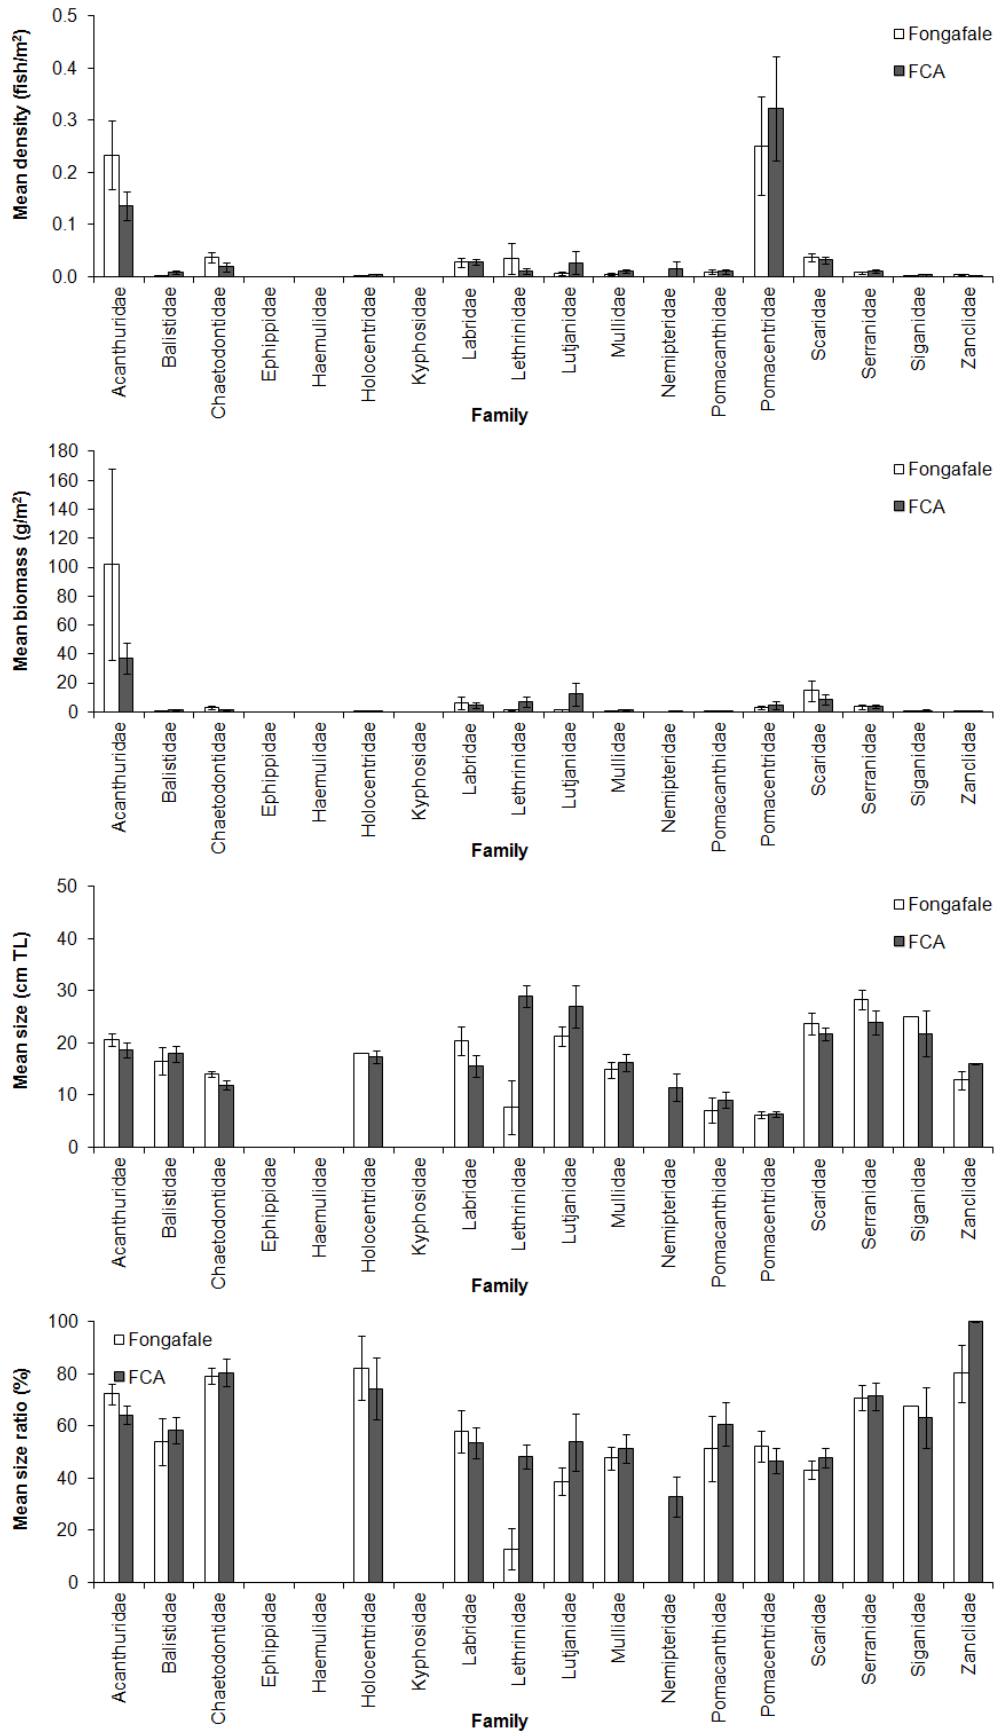 Mean density (fish/m²)
0.5
0.4
0.3
0.2
0.1
0.0
Fongafale
FCA
Acanthuridae
Balistidae
Chaetodontidae
Ephippidae
Haemulidae
Holocentridae
Kyphosidae
Labridae
Lethrinidae
Lutjanidae
Mullidae
Nemipteridae
Pomacanthidae
Pomacentridae
Scaridae
Serranidae
Siganidae
Zanclidae
Family
Mean biomass (g/m²)
180
160
140
120
100
80
60
40
20
0
Fongafale
FCA
Acanthuridae
Balistidae
Chaetodontidae
Ephippidae
Haemulidae
Holocentridae
Kyphosidae
Labridae
Lethrinidae
Lutjanidae
Mullidae
Nemipteridae
Pomacanthidae
Pomacentridae
Scaridae
Serranidae
Siganidae
Zanclidae
Family
Mean size (cm TL)
50
40
30
20
10
0
Fongafale
FCA
Acanthuridae
Balistidae
Chaetodontidae
Ephippidae
Haemulidae
Holocentridae
Kyphosidae
Labridae
Lethrinidae
Lutjanidae
Mullidae
Nemipteridae
Pomacanthidae
Pomacentridae
Scaridae
Serranidae
Siganidae
Zanclidae
Family
Mean size ratio (%)
100
80
60
40
20
0
Fongafale
FCA
Acanthuridae
Balistidae
Chaetodontidae
Ephippidae
Haemulidae
Holocentridae
Kyphosidae
Labridae
Lethrinidae
Lutjanidae
Mullidae
Nemipteridae
Pomacanthidae
Pomacentridae
Scaridae
Serranidae
Siganidae
Zanclidae
Family